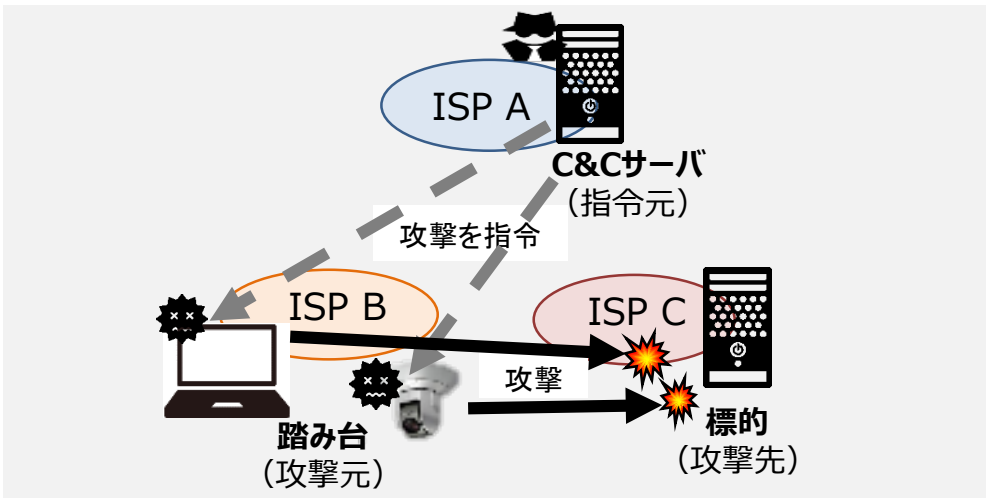 ISP A
C&Cサーバ
（指令元）
攻撃を指令
ISP B
ISP C
攻撃
踏み台
（攻撃元）
標的
（攻撃先）